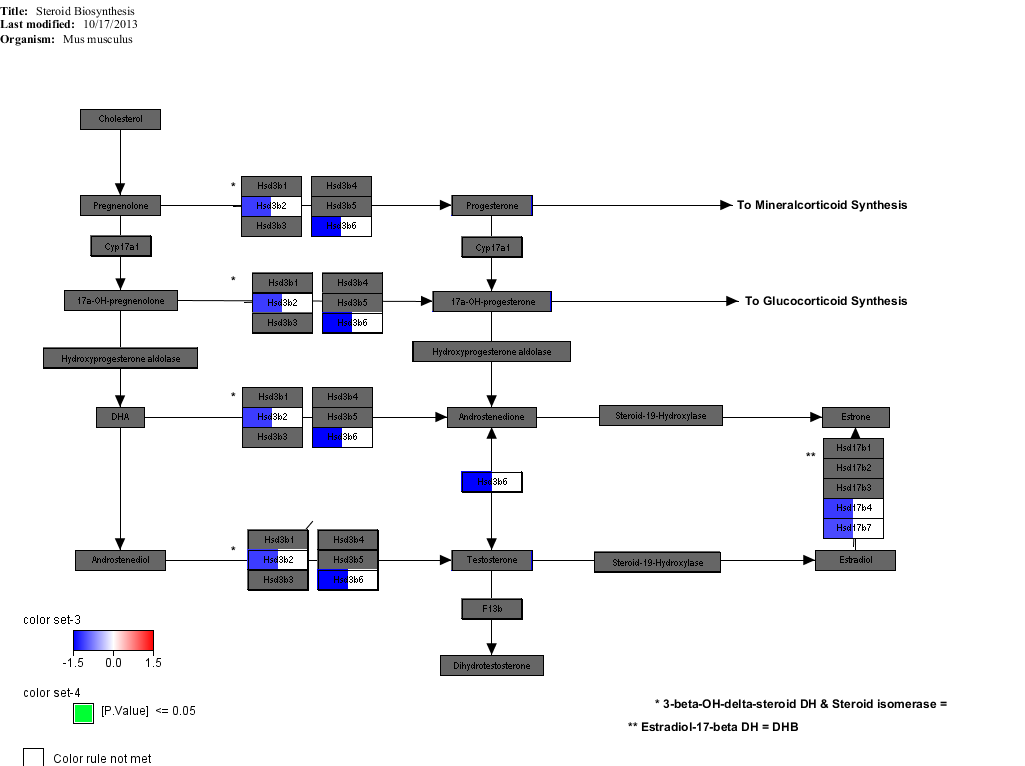 Title: Steroid Biosynthesis
Last modified: 10/17/2013
Organism: Mus musculus
Cholesterol
* Hsd3b1 Hsd3b4
Pregnenolone Hsd3b2 Hsd3b5 Progesterone To Mineralcorticoid Synthesis
Hsd3b3 Hsd3b6
Cyp17a1 Cyp17a1
* Hsd3b1 Hsd3b4
17a-OH-pregnenolone Hsd3b2 Hsd3b5 17a-OH-progesterone To Glucocorticoid Synthesis
Hsd3b3 Hsd3b6
Hydroxyprogesterone aldolase Hydroxyprogesterone aldolase
* Hsd3b1 Hsd3b4
DHA Hsd3b2 Hsd3b5 Androstenedione Steroid-19-Hydroxylase Estrone
Hsd3b3 Hsd3b6
** Hsd17b1
Hsd17b2
Hsd3b6 Hsd17b3
Hsd17b4
Hsd17b7
* Hsd3b1 Hsd3b4
Androstenediol Hsd3b2 Hsd3b5 Testosterone Steroid-19-Hydroxylase Estradiol
Hsd3b3 Hsd3b6
F13b
Dihydrotestosterone
color set-3
-1.5 0.0 1.5
color set-4
[P.Value] <= 0.05
Color rule not met
* 3-beta-OH-delta-steroid DH & Steroid isomerase =
** Estradiol-17-beta DH = DHB